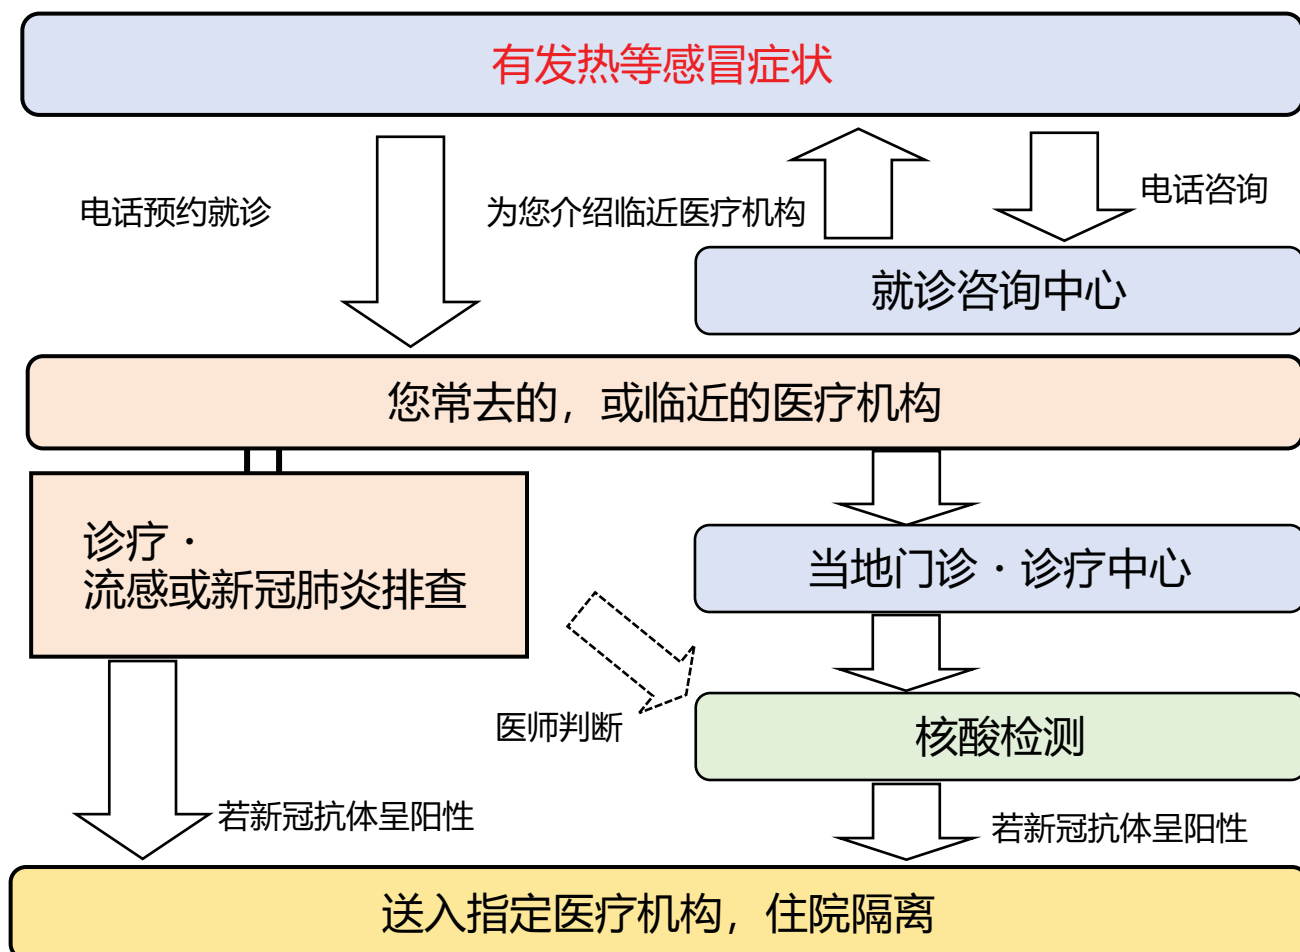 有发热等感冒症状
电话预约就诊
为您介绍临近医疗机构
电话咨询
就诊咨询中心
您常去的，或临近的医疗机构
诊疗・
流感或新冠肺炎排查
当地门诊・诊疗中心
医师判断
核酸检测
若新冠抗体呈阳性
若新冠抗体呈阳性
送入指定医疗机构，住院隔离